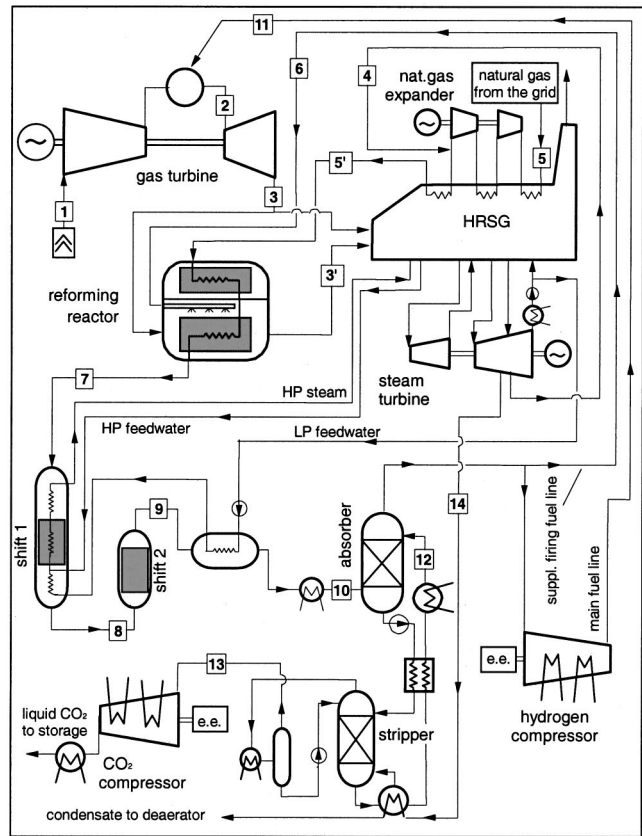 11
6
4
nat.gas
expander
natural gas
from the grid
2
5'
5
gas turbine
3
1
HRSG
reforming
reactor
3'
7
HP steam
steam
turbine
HP feedwater
LP feedwater
14
shift 1
9
shift 2
absorber
12
suppl. firing fuel line
main fuel line
10
8
13
e.e.
e.e.
liquid CO₂
to storage
stripper
hydrogen
compressor
CO₂
compressor
condensate to deaerator